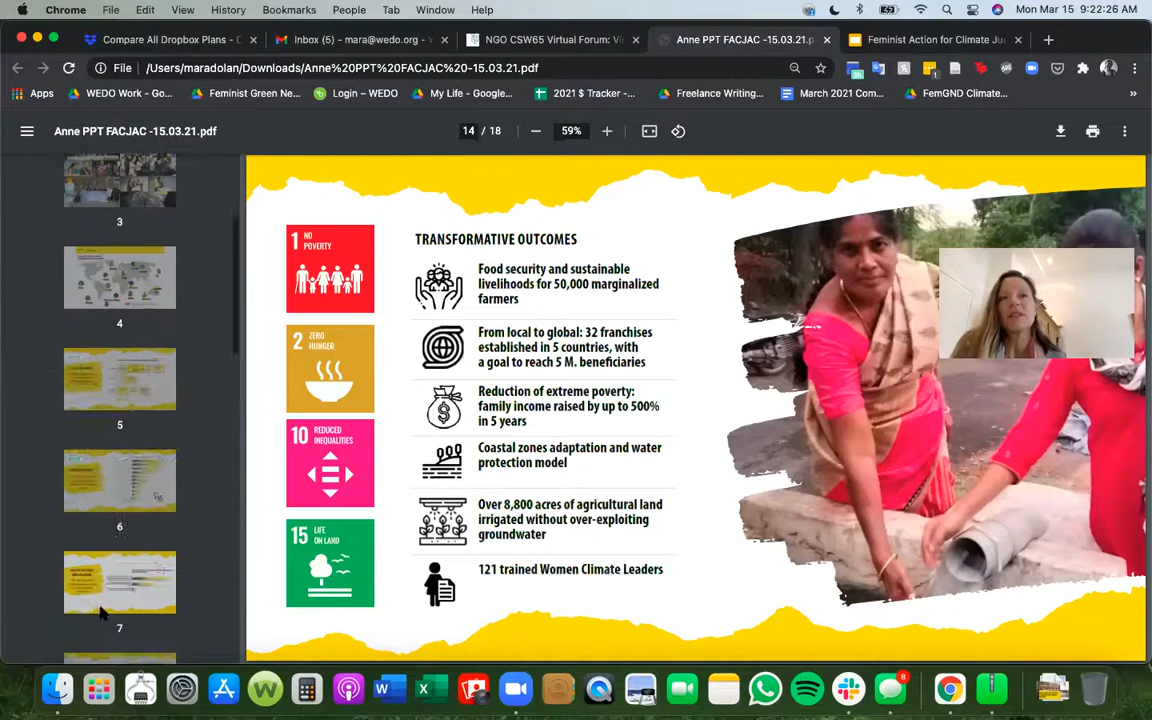 Chrome File Edit View History Bookmarks People Tab Window Help Mon Mar 15 9:22:26 AM
Compare All Dropbox Plans - D
Inbox (5) - mara@wedo.org -
NGO CSW65 Virtual Forum: Vi
Anne PPT FACJAC -15.03.21.p
Feminist Action for Climate Ju
File /Users/maradolan/Downloads/Anne%20PPT%20FACJAC%20-15.03.21.pdf
Apps WEDO Work - Go... Feminist Green Ne... Login – WEDO My Life - Google... 2021 $ Tracker -... Freelance Writing... March 2021 Com... FemGND Climate... »
Anne PPT FACJAC -15.03.21.pdf 14 / 18 59%
3
4
5
6
7
1 NO
POVERTY
2 ZERO
HUNGER
10 REDUCED
INEQUALITIES
15 LIFE
ON LAND
TRANSFORMATIVE OUTCOMES
Food security and sustainable
livelihoods for 50,000 marginalized
farmers
From local to global: 32 franchises
established in 5 countries, with
a goal to reach 5 M. beneficiaries
Reduction of extreme poverty:
family income raised by up to 500%
in 5 years
Coastal zones adaptation and water
protection model
Over 8,800 acres of agricultural land
irrigated without over-exploiting
groundwater
121 trained Women Climate Leaders
8